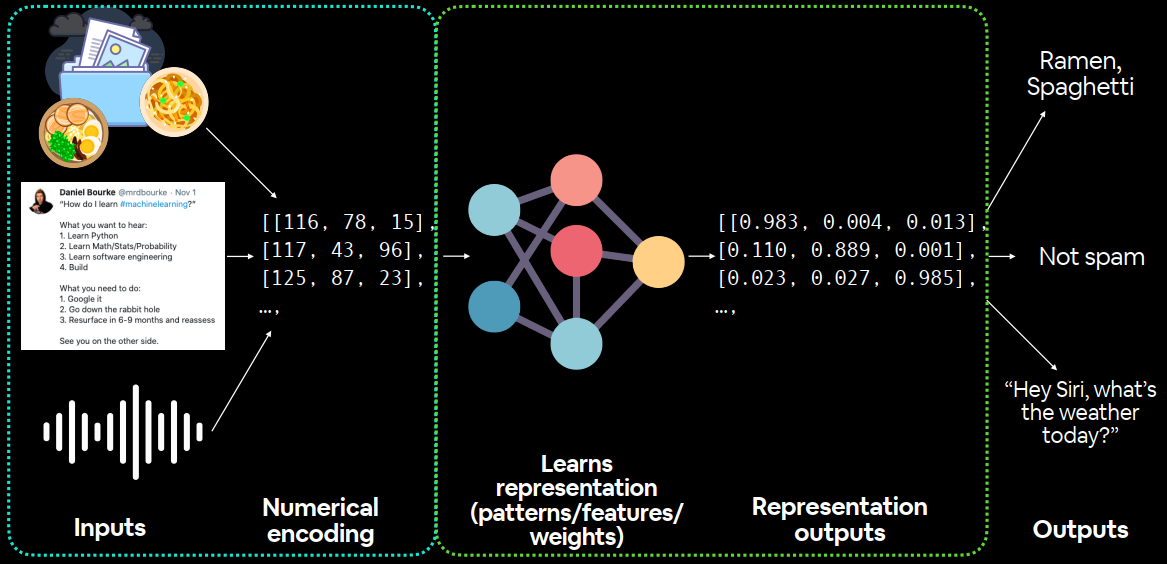 Daniel Bourke @mrdbourke · Nov 1
“How do I learn #machinelearning?”
What you want to hear:
1. Learn Python
2. Learn Math/Stats/Probability
3. Learn software engineering
4. Build
What you need to do:
1. Google it
2. Go down the rabbit hole
3. Resurface in 6-9 months and reassess
See you on the other side.
Inputs
[[116, 78, 15],
[117, 43, 96],
[125, 87, 23],
…,
Numerical
encoding
Learns
representation
(patterns/features/
weights)
[[0.983, 0.004, 0.013],
[0.110, 0.889, 0.001],
[0.023, 0.027, 0.985],
…,
Representation
outputs
Ramen,
Spaghetti
Not spam
“Hey Siri, what’s
the weather
today?”
Outputs